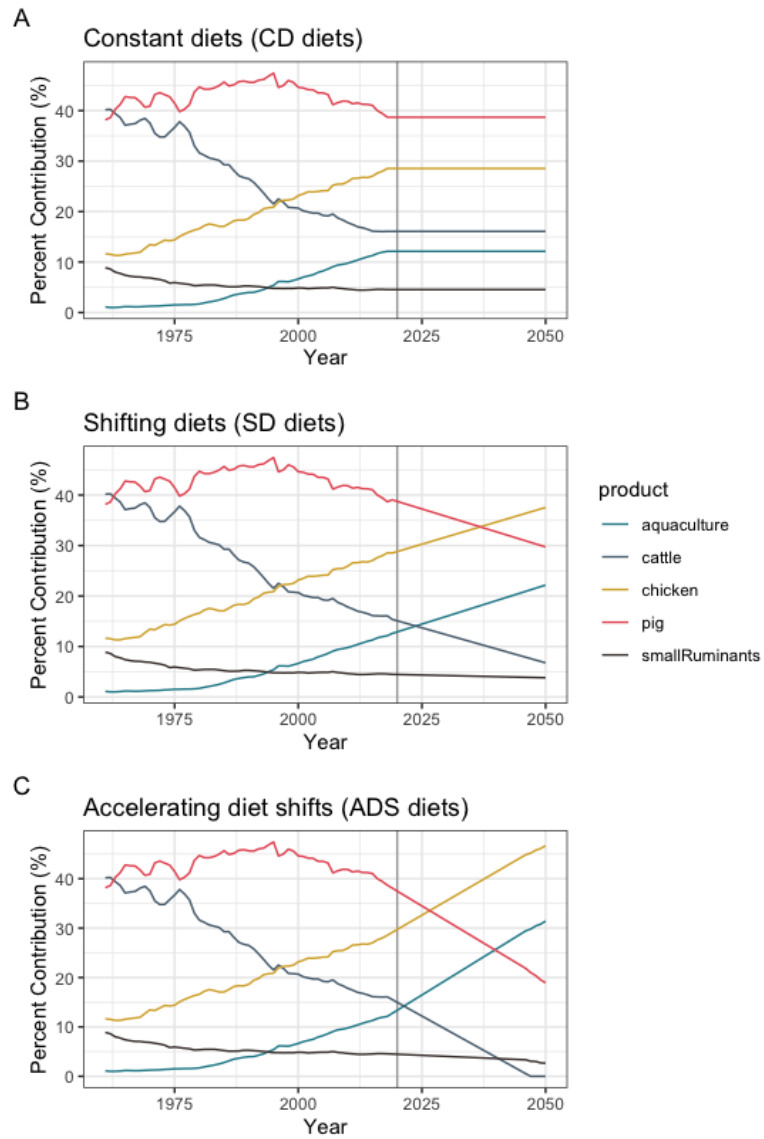 A
Constant diets (CD diets)
Percent Contribution (%)
40
30
20
10
0
1975 2000 2025 2050
Year
B
Shifting diets (SD diets)
Percent Contribution (%)
40
30
20
10
0
1975 2000 2025 2050
Year
product
aquaculture
cattle
chicken
pig
smallRuminants
C
Accelerating diet shifts (ADS diets)
Percent Contribution (%)
40
30
20
10
0
1975 2000 2025 2050
Year